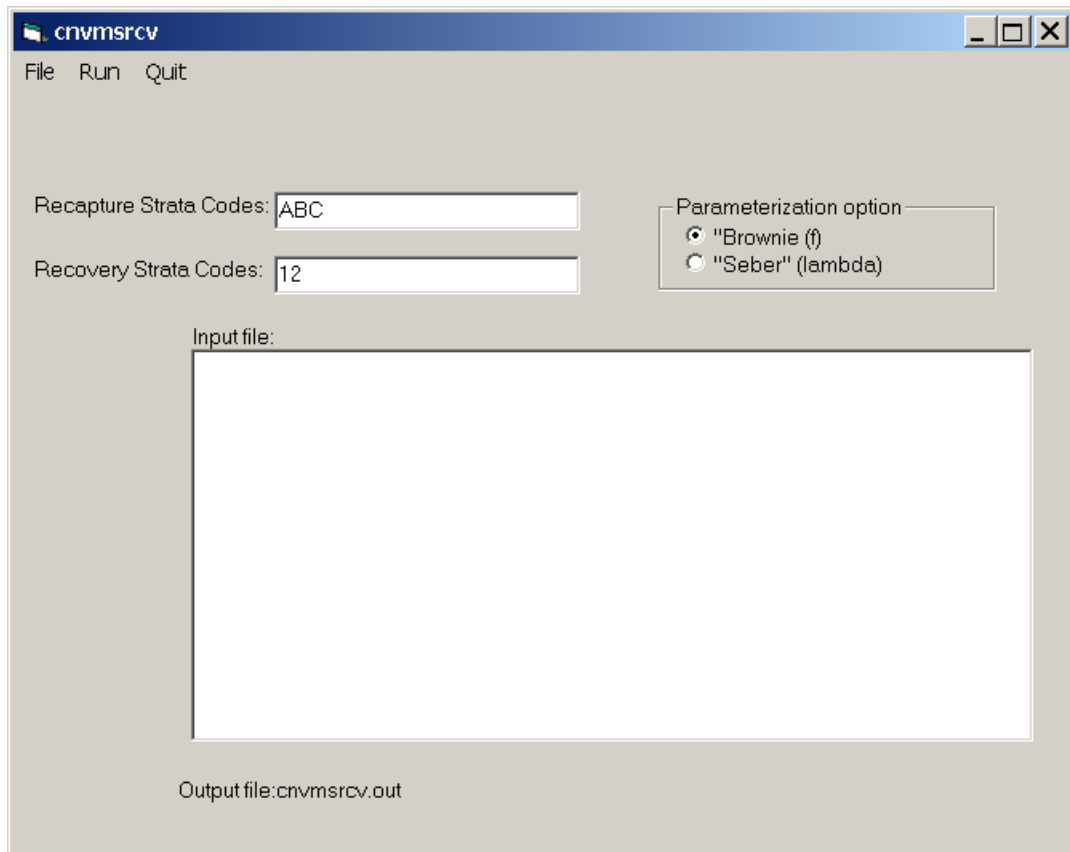 cnvmsrcv
File Run Quit
Recapture Strata Codes: ABC
Parameterization option
"Brownie (f)
"Seber" (lambda)
Recovery Strata Codes: 12
Input file:
Output file:cnvmsrcv.out